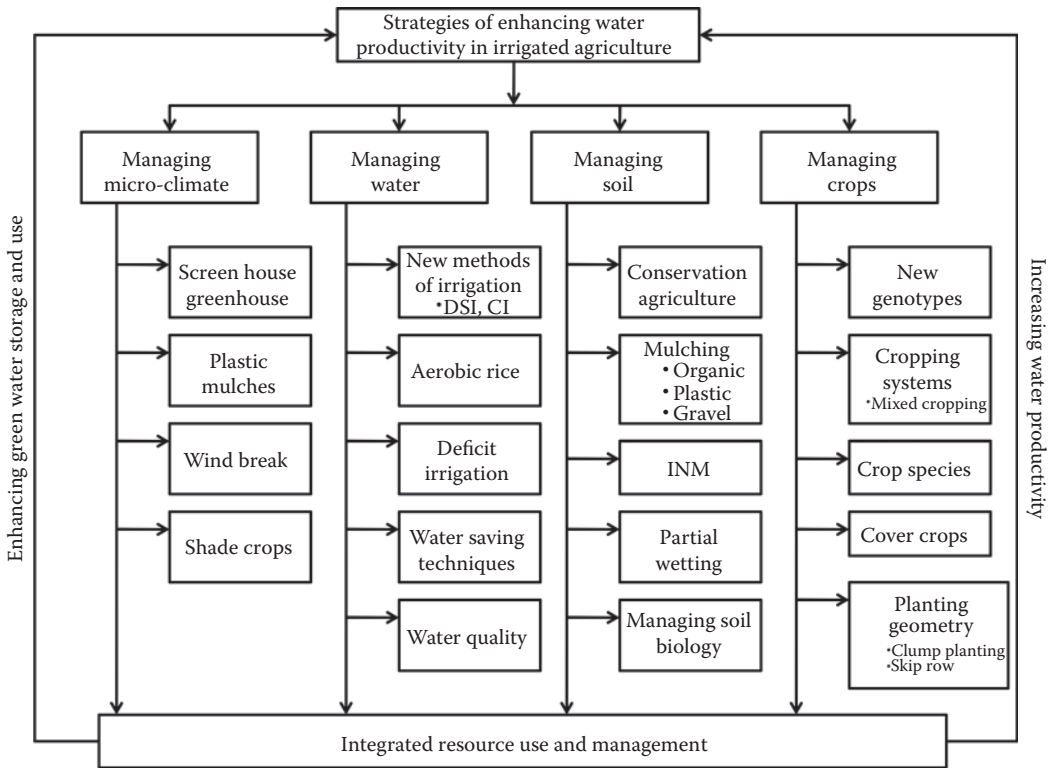 Strategies of enhancing water
productivity in irrigated agriculture
Managing
micro-climate
Managing
water
Managing
soil
Managing
crops
Enhancing green water storage and use
Screen house
greenhouse
Plastic
mulches
Wind break
Shade crops
New methods
of irrigation
•DSI, CI
Aerobic rice
Deficit
irrigation
Water saving
techniques
Water quality
Conservation
agriculture
Mulching
• Organic
• Plastic
• Gravel
INM
Partial
wetting
Managing soil
biology
New
genotypes
Cropping
systems
•Mixed cropping
Crop species
Cover crops
Planting
geometry
•Clump planting
•Skip row
Increasing water productivity
Integrated resource use and management